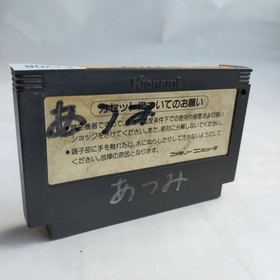 Konami
カセットについてのお願い
あつみ
ショックをさけてください。また、絶対に分解しないでください。
●端子部に手を触れたり、水にぬらしたりして汚さないようにして
ください。故障の原因となります。
ファミリーコンピュータ
あつみ